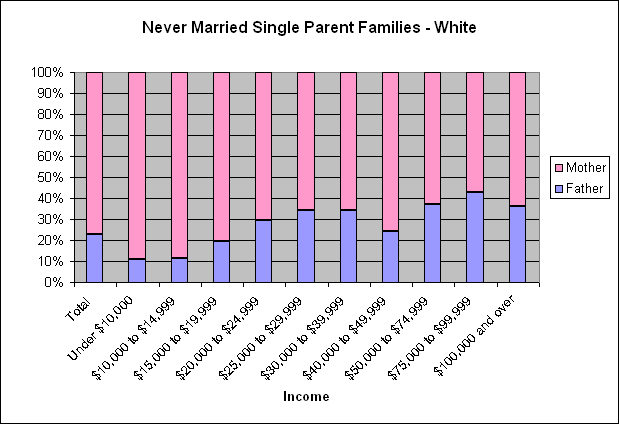 Never Married Single Parent Families - White
100%
90%
80%
70%
60%
50%
40%
30%
20%
10%
0%
Mother
Father
Total
Under $10,000
$10,000 to $14,999
$15,000 to $19,999
$20,000 to $24,999
$25,000 to $29,999
$30,000 to $39,999
$40,000 to $49,999
$50,000 to $74,999
$75,000 to $99,999
$100,000 and over
Income